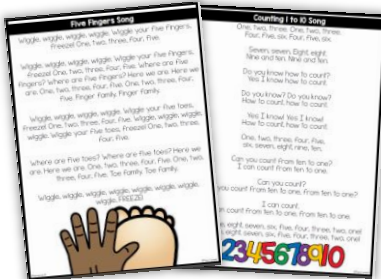 Five Fingers Song
Wiggle, wiggle, wiggle, wiggle. Wiggle your five fingers,
freeze! One, two, three, four, five.
Wiggle, wiggle, wiggle, wiggle. Wiggle your five fingers,
freeze! One, two, three, four, five. Where are five
fingers? Where are five fingers? Here we are. Here we
are. One, two, three, four, five. One, two, three, four,
five. Finger family. Finger family.
Wiggle, wiggle, wiggle, wiggle. Wiggle your five toes,
freeze! One, two, three, four, five. Wiggle, wiggle, wiggle,
wiggle. Wiggle your five toes, freeze! One, two, three,
four, five.
Where are five toes? Where are five toes? Here we
are. Here we are. One, two, three, four, five. One, two,
three, four, five. Toe family. Toe family.
Wiggle, wiggle, wiggle, wiggle, wiggle, wiggle, wiggle,
wiggle. FREEZE!
Counting 1 to 10 Song
One, two, three. One, two, three.
Four, five, six. Four, five, six.
Seven, seven. Eight, eight.
Nine and ten. Nine and ten.
Do you know how to count?
Yes I know how to count.
Do you know? Do you know?
How to count, how to count.
Yes I know! Yes I know!
How to count, how to count.
One, two, three, four, five,
six, seven, eight, nine, ten.
Can you count from ten to one?
I can count from ten to one.
Can you count?
you count from ten to one, from ten to one?
I can count.
count from ten to one, from ten to one.
eight, seven, six, five, four, three, two, one!
eight, seven, six, five, four, three, two, one!
2345678910